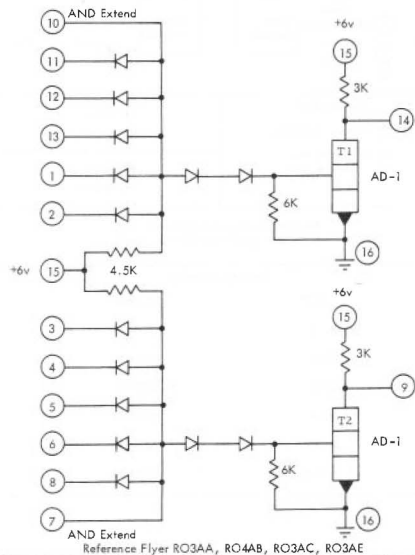 10 AND Extend
+6v
11
15
3K
12
14
13
T1
1
AD-1
2
6K
+6v 15 4.5K
16
+6v
3
15
4
3K
5
9
T2
6
AD-1
8
6K
7
16
AND Extend
Reference Flyer RO3AA, RO4AB, RO3AC, RO3AE